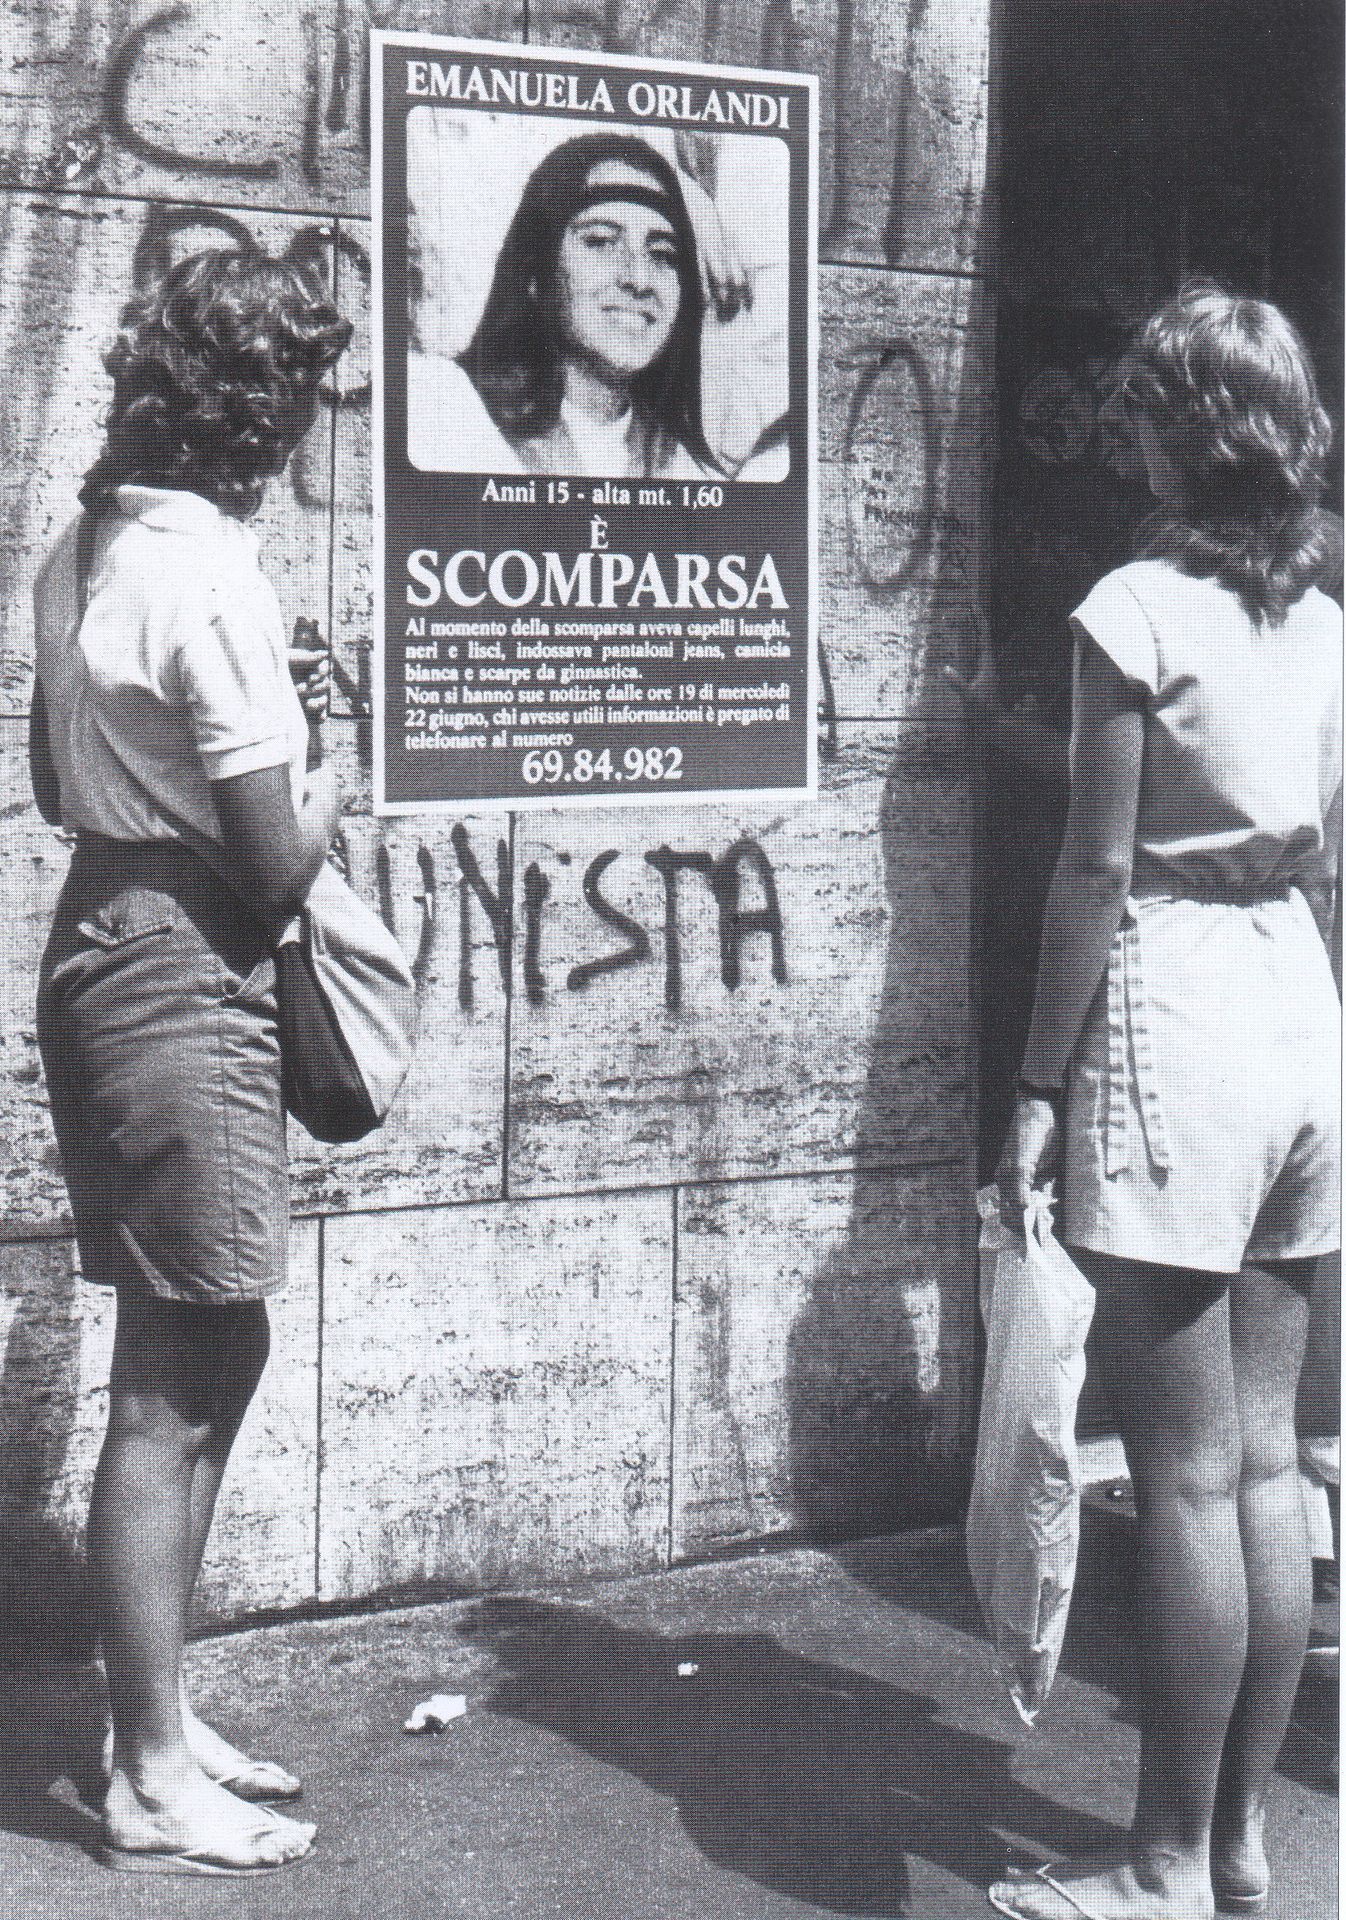 EMANUELA ORLANDI
Anni 15 - alta mt. 1,60
È
SCOMPARSA
Al momento della scomparsa aveva capelli lunghi,
neri e lisci, indossava pantaloni jeans, camicia
bianca e scarpe da ginnastica.
Non si hanno sue notizie dalle ore 19 di mercoledì
22 giugno, chi avesse utili informazioni è pregato di
telefonare al numero
69.84.982
UNISTA